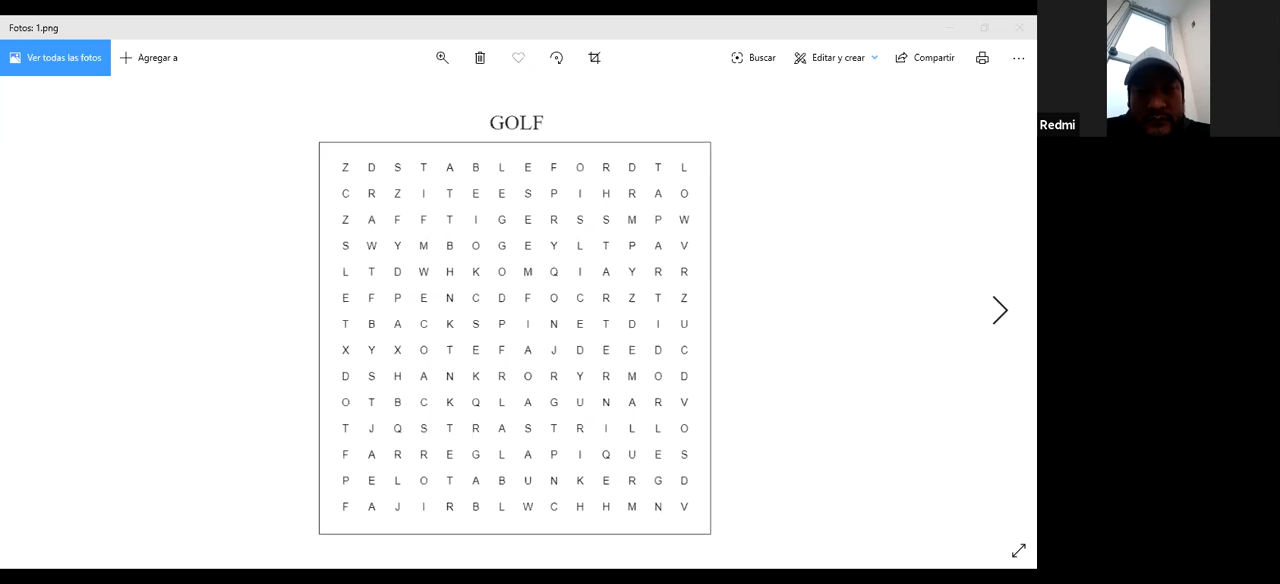 Fotos: 1.png
Ver todas las fotos
Agregar a
Buscar
Editar y crear
Compartir
Redmi
GOLF
Z D S T A B L E F O R D T L
C R Z I T E E S P I H R A O
Z A F F T I G E R S S M P W
S W Y M B O G E Y L T P A V
L T D W H K O M Q I A Y R R
E F P E N C D F O C R Z T Z
T B A C K S P I N E T D I U
X Y X O T E F A J D E E D C
D S H A N K R O R Y R M O D
O T B C K Q L A G U N A R V
T J Q S T R A S T R I L L O
F A R R E G L A P I Q U E S
P E L O T A B U N K E R G D
F A J I R B L W C H H M N V